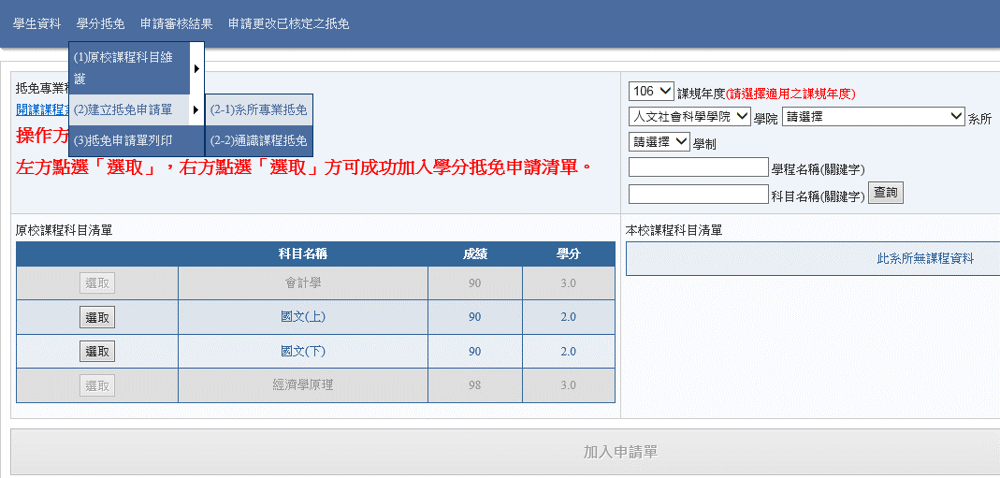 學生資料 學分抵免 申請審核結果 申請更改已核定之抵免
(1)原校課程科目維
護
(2)建立抵免申請單
(3)抵免申請單列印
(2-1)系所專業抵免
(2-2)通識課程抵免
抵免專業
開課課程
操作方
左方點選「選取」，右方點選「選取」方可成功加入學分抵免申請清單。
106 課規年度(請選擇適用之課規年度)
人文社會科學學院 學院 請選擇 系所
請選擇 學制
學程名稱(關鍵字)
科目名稱(關鍵字) 查詢
原校課程科目清單
科目名稱 成績 學分
選取 會計學 90 3.0
選取 國文(上) 90 2.0
選取 國文(下) 90 2.0
選取 經濟學原理 98 3.0
本校課程科目清單
此系所無課程資料
加入申請單